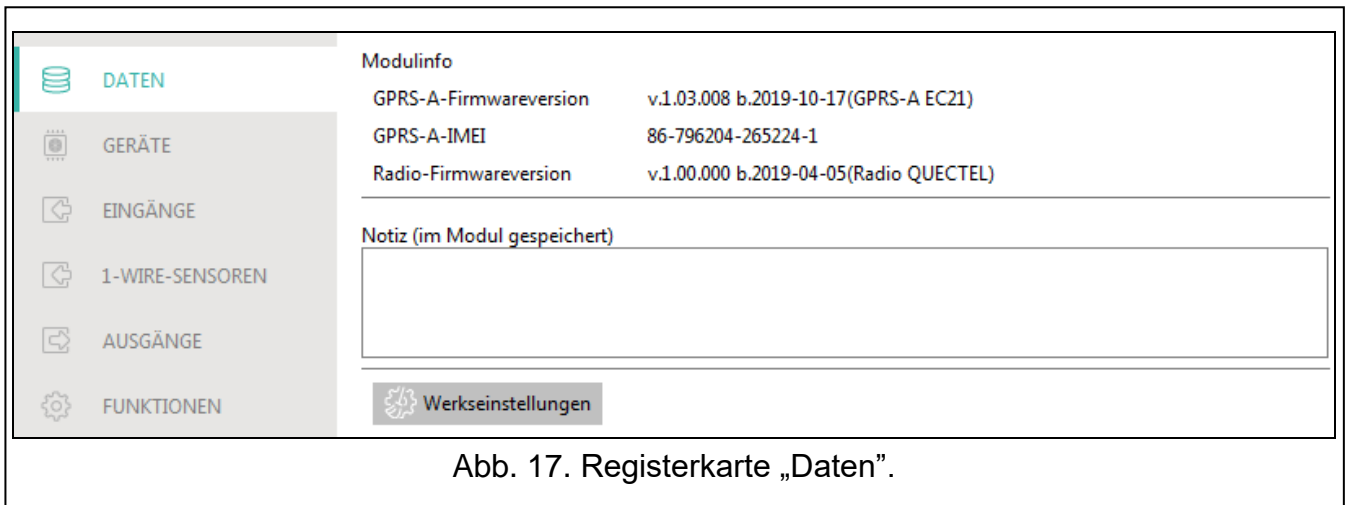 DATEN
GERÄTE
EINGÄNGE
1-WIRE-SENSOREN
AUSGÄNGE
FUNKTIONEN
Modulinfo
GPRS-A-Firmwareversion v.1.03.008 b.2019-10-17(GPRS-A EC21)
GPRS-A-IMEI 86-796204-265224-1
Radio-Firmwareversion v.1.00.000 b.2019-04-05(Radio QUECTEL)
Notiz (im Modul gespeichert)
Werkseinstellungen
Abb. 17. Registerkarte „Daten”.